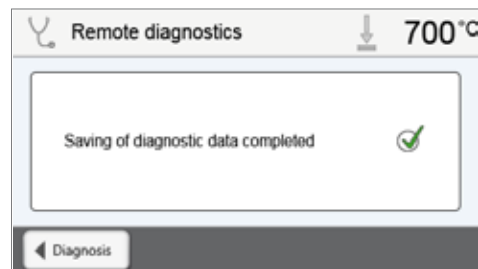 Remote diagnostics
700°C
Saving of diagnostic data completed
Diagnosis